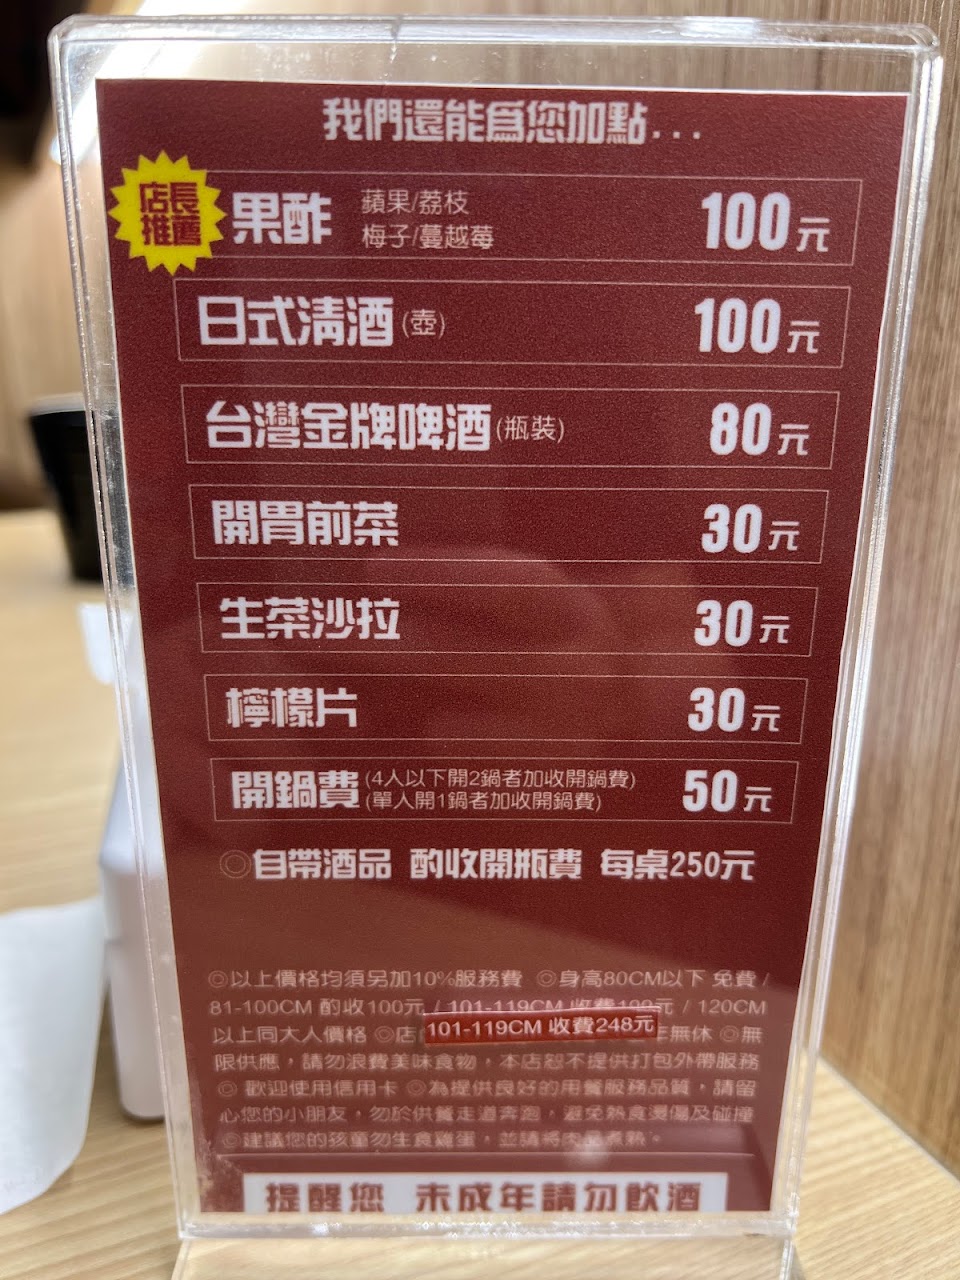 我們還能為您加點...
店長
推薦
果酢 蘋果/荔枝
梅子/蔓越莓
100元
日式清酒(壺) 100元
台灣金牌啤酒(瓶裝) 80元
開胃前菜 30元
生菜沙拉 30元
檸檬片 30元
開鍋費 (4人以下開2鍋者加收開鍋費)
(單人開1鍋者加收開鍋費)
50元
◎自帶酒品 酌收開瓶費 每桌250元
◎以上價格均須另加10%服務費 ◎身高80CM以下 免費 /
81-100CM 酌收100元 / 101-119CM 收費199元 / 120CM
101-119CM 收費248元
以上同大人價格 ◎店 年無休 ◎無
限供應，請勿浪費美味食物，本店恕不提供打包外帶服務
◎ 歡迎使用信用卡 ◎為提供良好的用餐服務品質，請留
心您的小朋友，勿於供餐走道奔跑，避免熱食燙傷及碰撞
◎建議您的孩童勿生食雞蛋，並請將肉品煮熟。
提醒您 未成年請勿飲酒